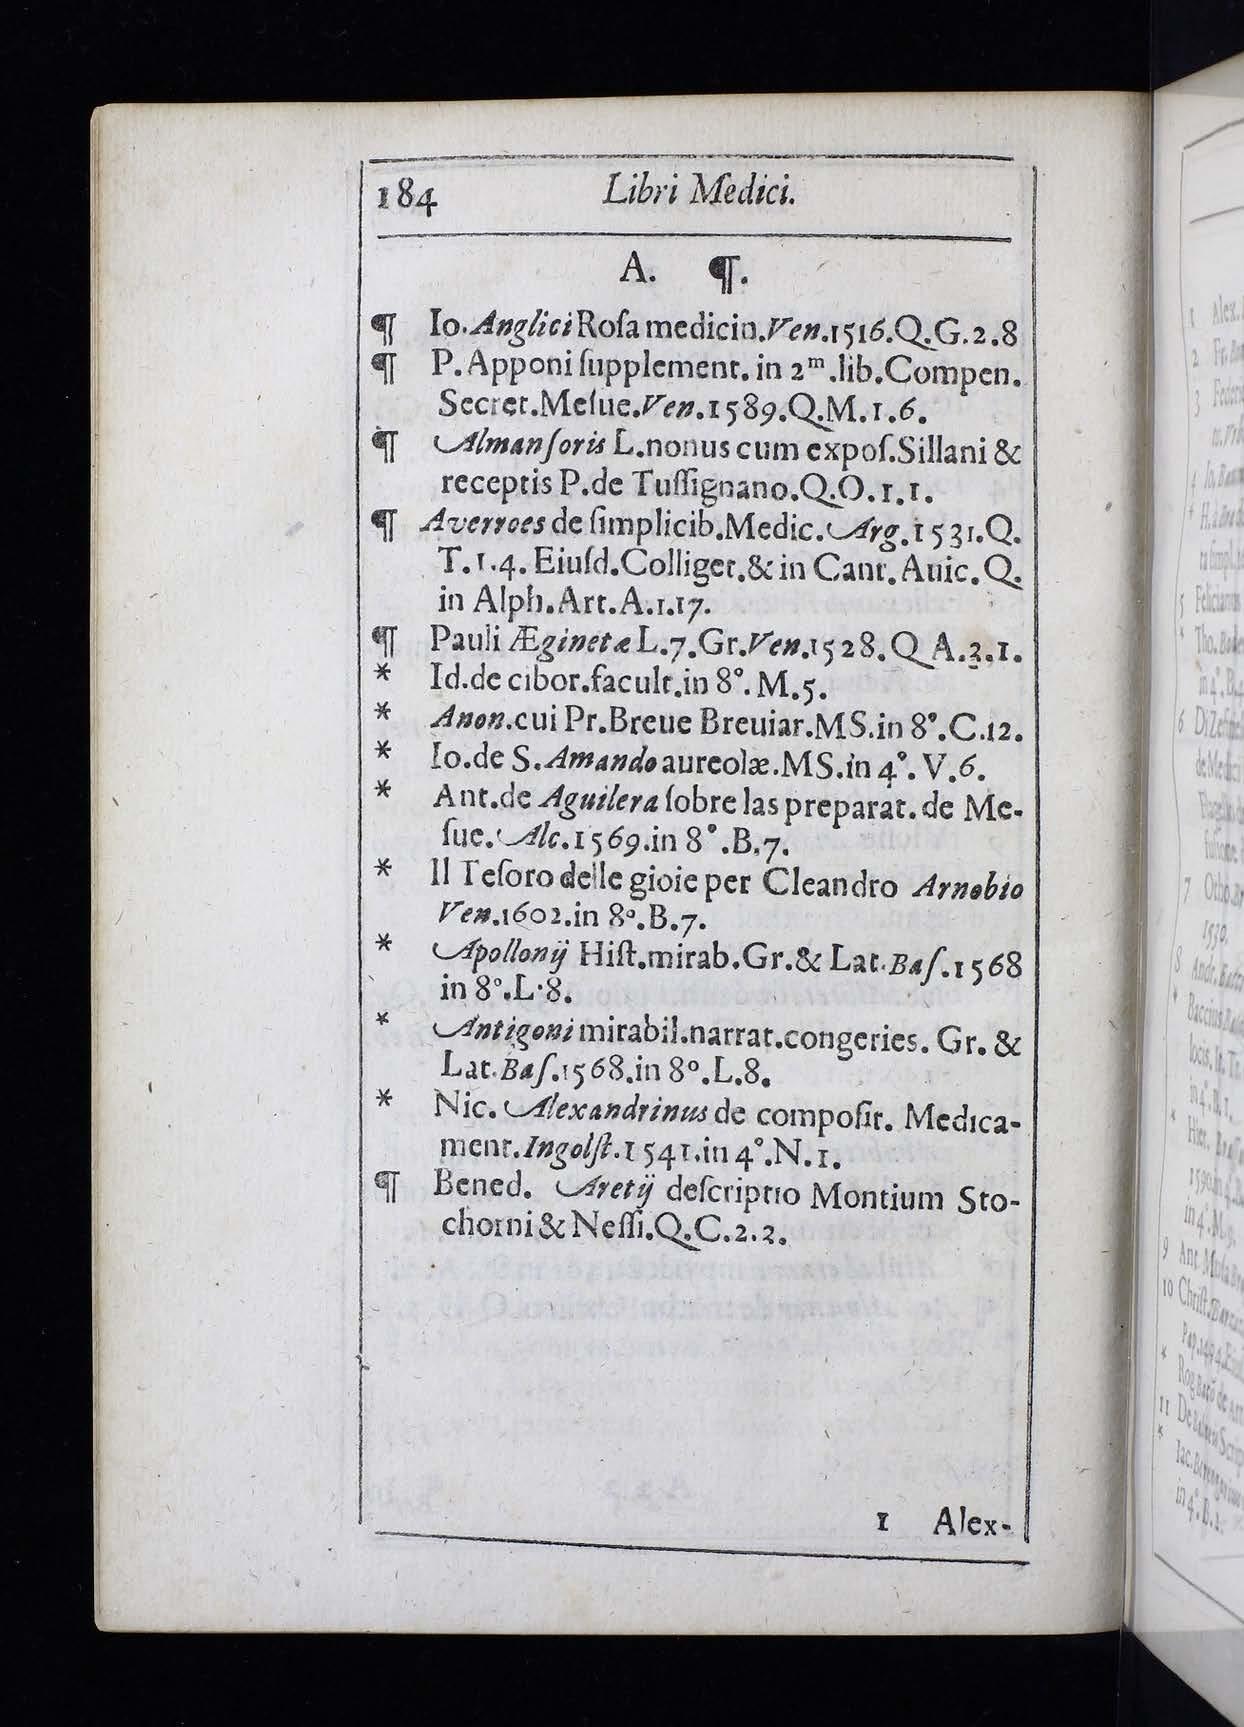 184 Libri Medici.
A. ¶.
¶ Io. Anglici Roſa medicin. Ven. 1516. Q. G. 2. 8
¶ P. Apponi ſupplement. in 2ᵐ. lib. Compen.
Secret. Meſue. Ven. 1589. Q. M. 1. 6.
¶ Almanſoris L. nonus cum expoſ. Sillani &
receptis P. de Tuſſignano. Q. O. 1. 1.
¶ Averroes de ſimplicib. Medic. Arg. 1531. Q.
T. 1. 4. Eiuſd. Colliget. & in Cant. Auic. Q.
in Alph. Art. A. 1. 17.
¶ Pauli Æginetæ L. 7. Gr. Ven. 1528. Q A. 3. 1.
* Id. de cibor. facult. in 8°. M. 5.
* Anon. cui Pr. Breue Breuiar. MS. in 8°. C. 12.
* Io. de S. Amando aureolæ. MS. in 4°. V. 6.
* Ant. de Aguilera ſobre las preparat. de Me-
ſue. Alc. 1569. in 8°. B, 7.
* Il Teſoro delle gioie per Cleandro Arnobio
Ven. 1602. in 8°. B. 7.
* Apollonij Hiſt. mirab. Gr. & Lat. Baſ. 1568
in 8°. L. 8.
* Antigoni mirabil. narrat. congeries. Gr. &
Lat. Baſ. 1568. in 8°. L. 8.
* Nic. Alexandrinus de compoſit. Medica-
ment. Ingolſt. 1541. in 4°. N. 1.
¶ Bened. Aretij deſcriptio Montium Sto-
chorni & Neſſi. Q. C. 2. 2.
1 Alex-